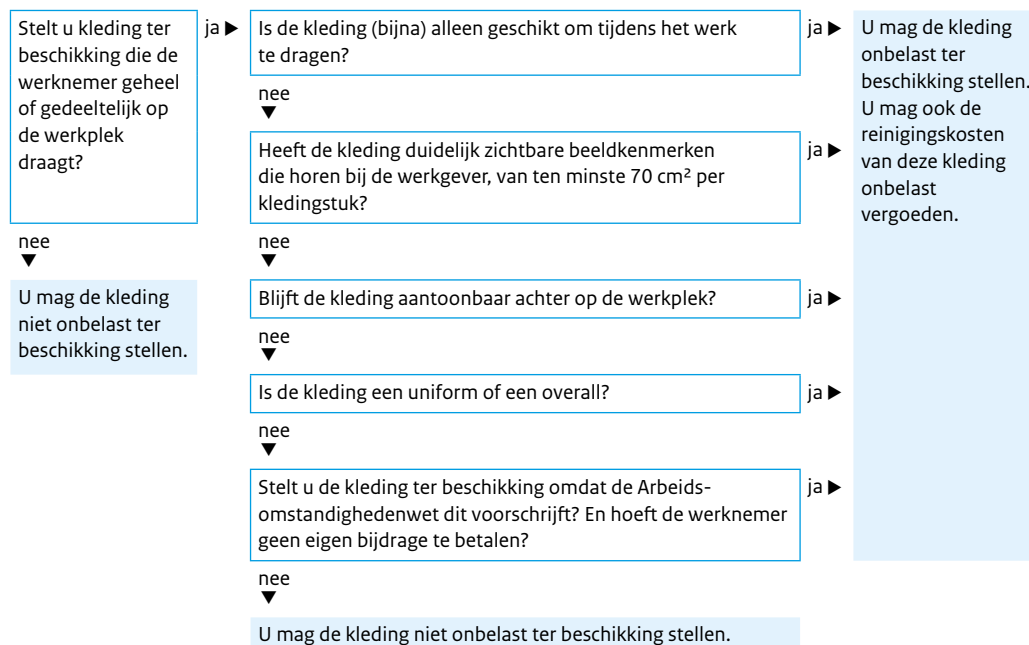 Stelt u kleding ter
beschikking die de
werknemer geheel
of gedeeltelijk op
de werkplek
draagt?
ja ▶
nee
▼
U mag de kleding
niet onbelast ter
beschikking stellen.
Is de kleding (bijna) alleen geschikt om tijdens het werk
te dragen?
ja ▶
nee
▼
Heeft de kleding duidelijk zichtbare beeldkenmerken
die horen bij de werkgever, van ten minste 70 cm² per
kledingstuk?
ja ▶
nee
▼
Blijft de kleding aantoonbaar achter op de werkplek?
ja ▶
nee
▼
Is de kleding een uniform of een overall?
ja ▶
nee
▼
Stelt u de kleding ter beschikking omdat de Arbeids-
omstandighedenwet dit voorschrijft? En hoeft de werknemer
geen eigen bijdrage te betalen?
ja ▶
nee
▼
U mag de kleding niet onbelast ter beschikking stellen.
U mag de kleding
onbelast ter
beschikking stellen.
U mag ook de
reinigingskosten
van deze kleding
onbelast
vergoeden.